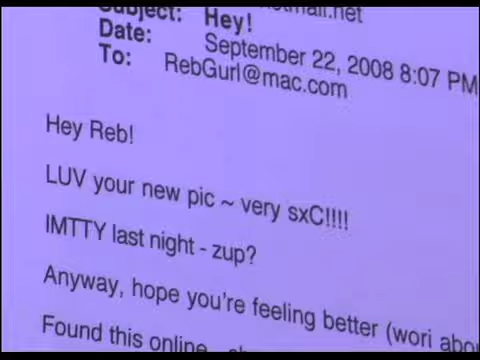 Subject: Hey!
Date: September 22, 2008 8:07 PM
To: RebGurl@mac.com
Hey Reb!
LUV your new pic ~ very sxC!!!!
IMTTY last night - zup?
Anyway, hope you're feeling better (wori
Found this online